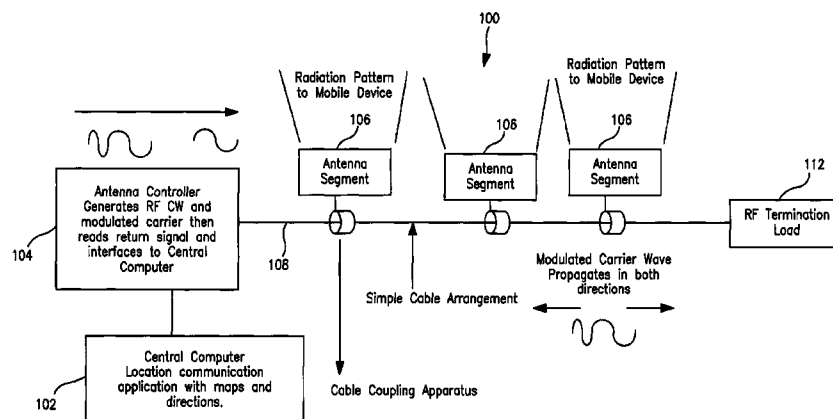 100
Radiation Pattern
to Mobile Device
Radiation Pattern
to Mobile Device
106
106
106
Antenna
Segment
Antenna
Segment
Antenna
Segment
112
RF Termination
Load
Antenna Controller
Generates RF CW and
modulated carrier then
reads return signal and
interfaces to Central
Computer
104
108
Simple Cable Arrangement
Modulated Carrier Wave
Propagates in both
directions
Central Computer
Location communication
application with maps and
directions.
102
Cable Coupling Apparatus